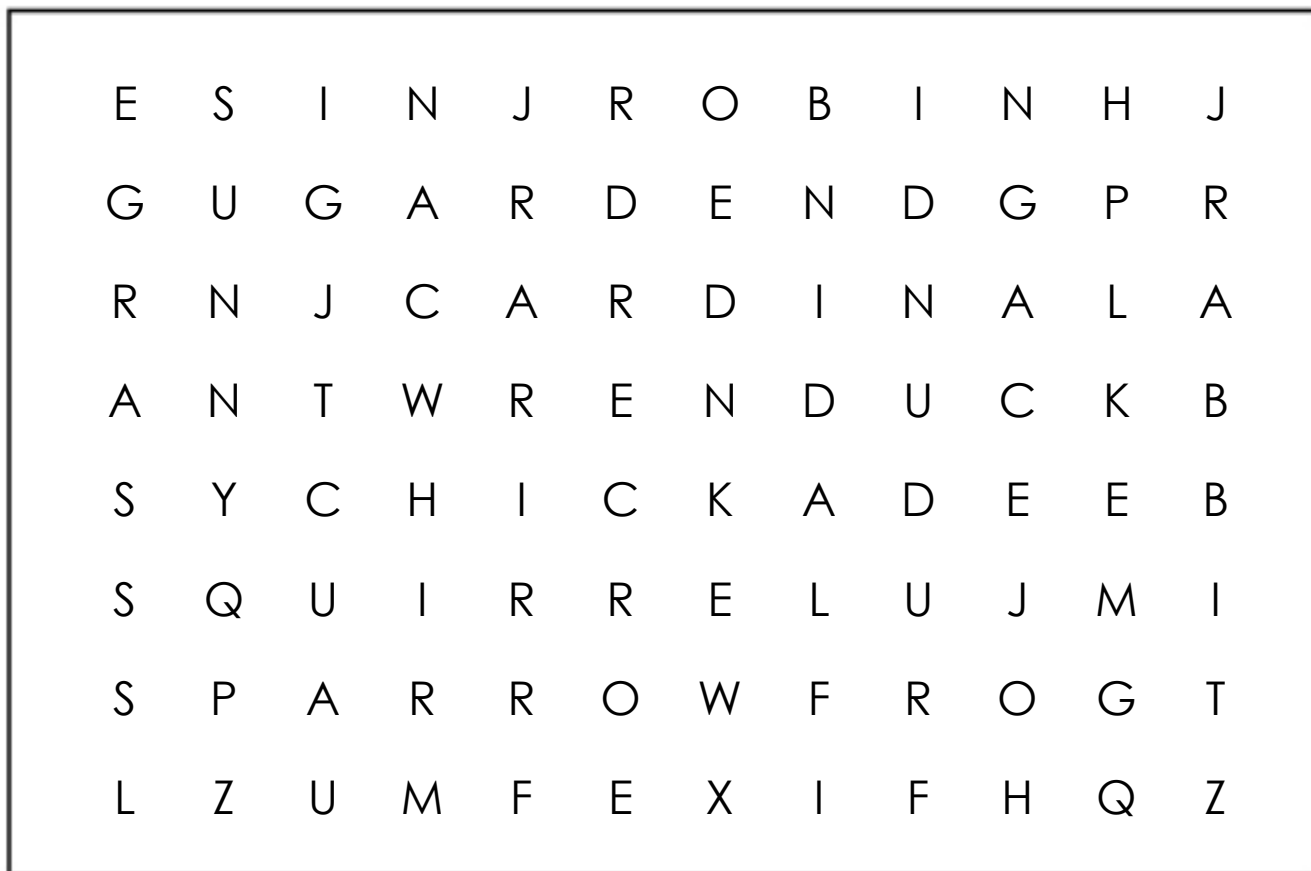 E S I N J R O B I N H J
G U G A R D E N D G P R
R N J C A R D I N A L A
A N T W R E N D U C K B
S Y C H I C K A D E E B
S Q U I R R E L U J M I
S P A R R O W F R O G T
L Z U M F E X I F H Q Z